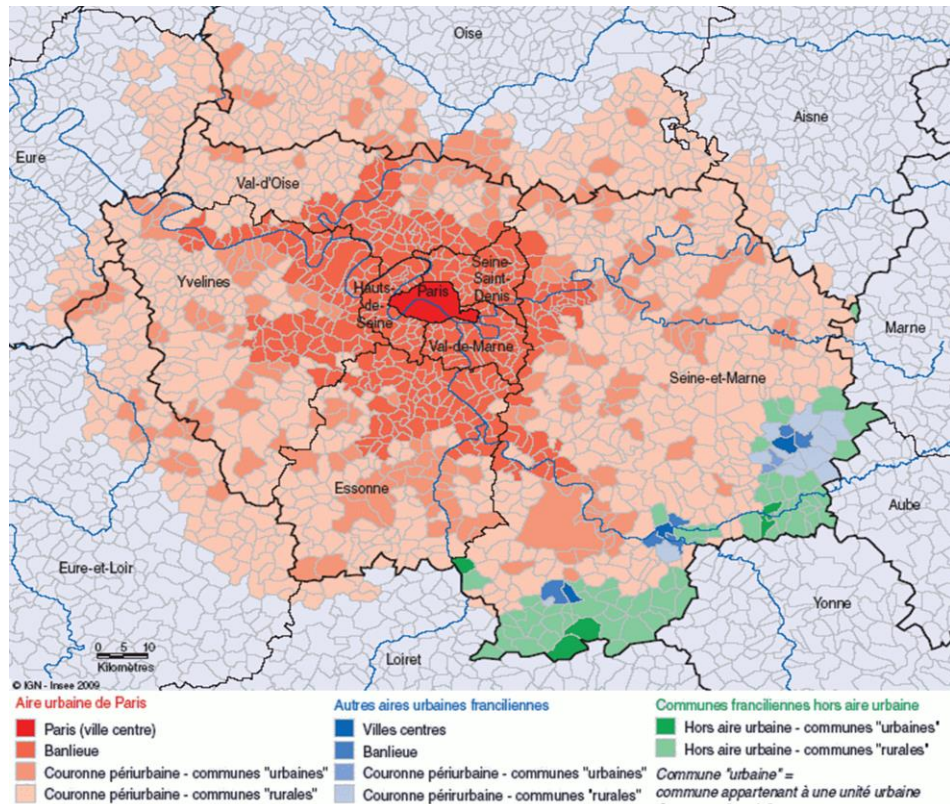 Oise
Aisne
Eure
Val-d'Oise
Yvelines
Seine-
Saint-
Denis
Hauts-
de-
Seine
Paris
Marne
Val-de-Marne
Seine-et-Marne
Essonne
Aube
Eure-et-Loir
Yonne
Loiret
0 5 10
Kilomètres
© IGN - Insee 2009
Aire urbaine de Paris
Paris (ville centre)
Banlieue
Couronne périurbaine - communes "urbaines"
Couronne périurbaine - communes "rurales"
Autres aires urbaines franciliennes
Villes centres
Banlieue
Couronne périurbaine - communes "urbaines"
Couronne périrurbaine - communes "rurales"
Communes franciliennes hors aire urbaine
Hors aire urbaine - communes "urbaines"
Hors aire urbaine - communes "rurales"
Commune "urbaine" =
commune appartenant à une unité urbaine